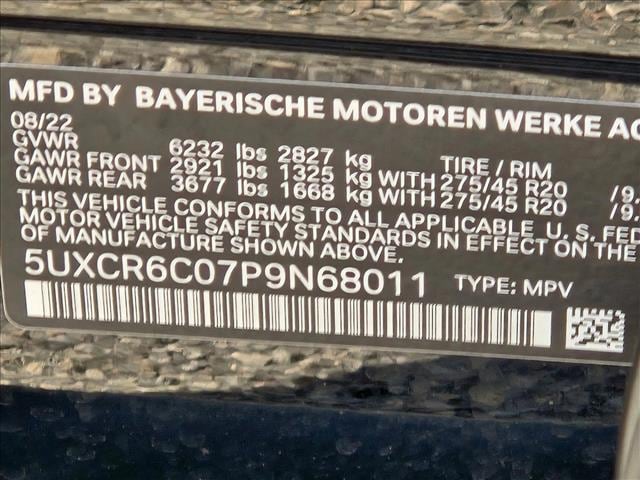 MFD BY BAYERISCHE MOTOREN WERKE AG
08/22
GVWR 6232 lbs 2827 kg TIRE / RIM
GAWR FRONT 2921 lbs 1325 kg WITH 275/45 R20 /9.
GAWR REAR 3677 lbs 1668 kg WITH 275/45 R20 /9.
THIS VEHICLE CONFORMS TO ALL APPLICABLE U. S. FED
MOTOR VEHICLE SAFETY STANDARDS IN EFFECT ON THE
OF MANUFACTURE SHOWN ABOVE.
5UXCR6C07P9N68011 TYPE: MPV